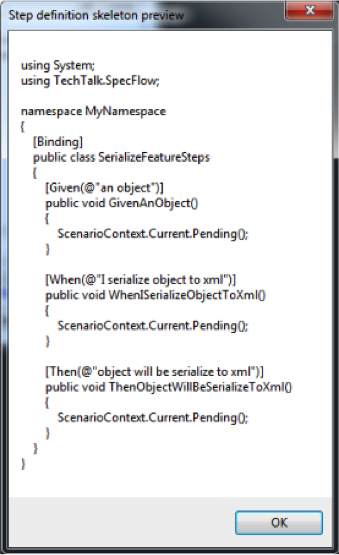 Step definition skeleton preview
using System;
using TechTalk.SpecFlow;
namespace MyNamespace
{
[Binding]
public class SerializeFeatureSteps
{
[Given(@"an object")]
public void GivenAnObject()
{
ScenarioContext.Current.Pending();
}
[When(@"I serialize object to xml")]
public void WhenISerializeObjectToXml()
{
ScenarioContext.Current.Pending();
}
[Then(@"object will be serialize to xml")]
public void ThenObjectWillBeSerializeToXml()
{
ScenarioContext.Current.Pending();
}
}
}
OK